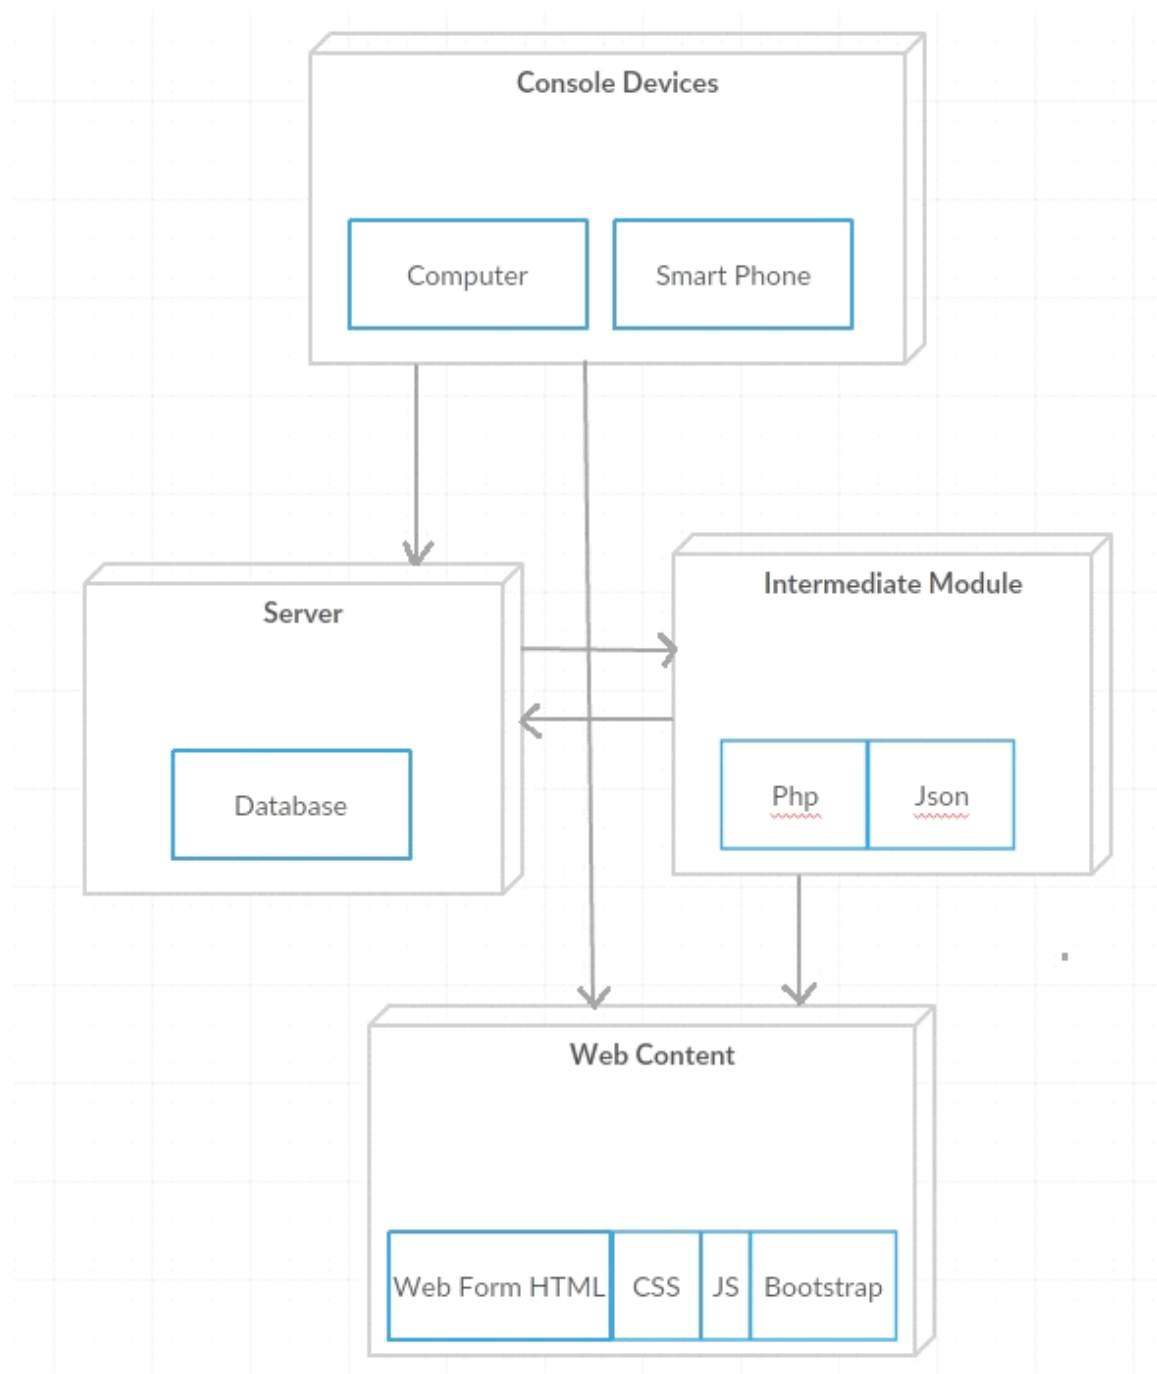 Console Devices
Computer
Smart Phone
Server
Database
Intermediate Module
Php
Json
Web Content
Web Form HTML
CSS
JS
Bootstrap